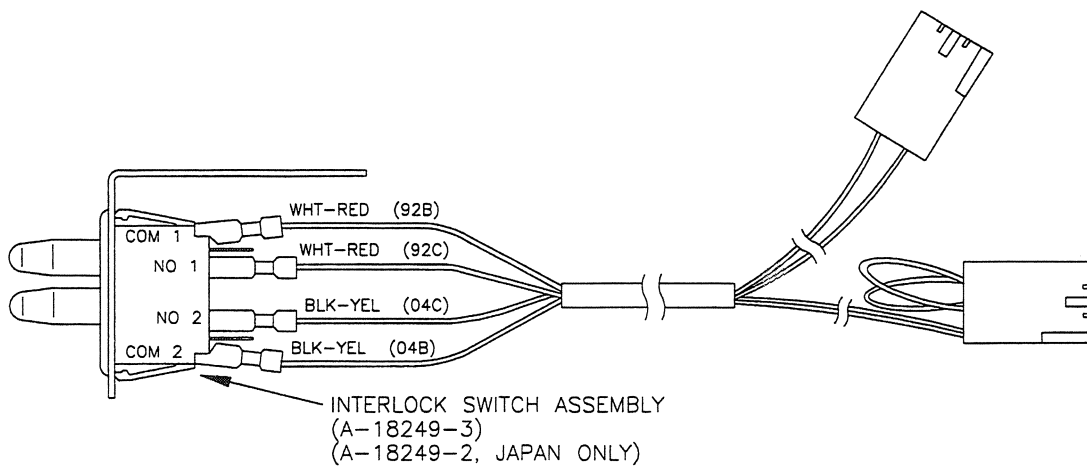 WHT-RED (92B)
COM 1
WHT-RED (92C)
NO 1
BLK-YEL (04C)
NO 2
BLK-YEL (04B)
COM 2
INTERLOCK SWITCH ASSEMBLY
(A-18249-3)
(A-18249-2, JAPAN ONLY)